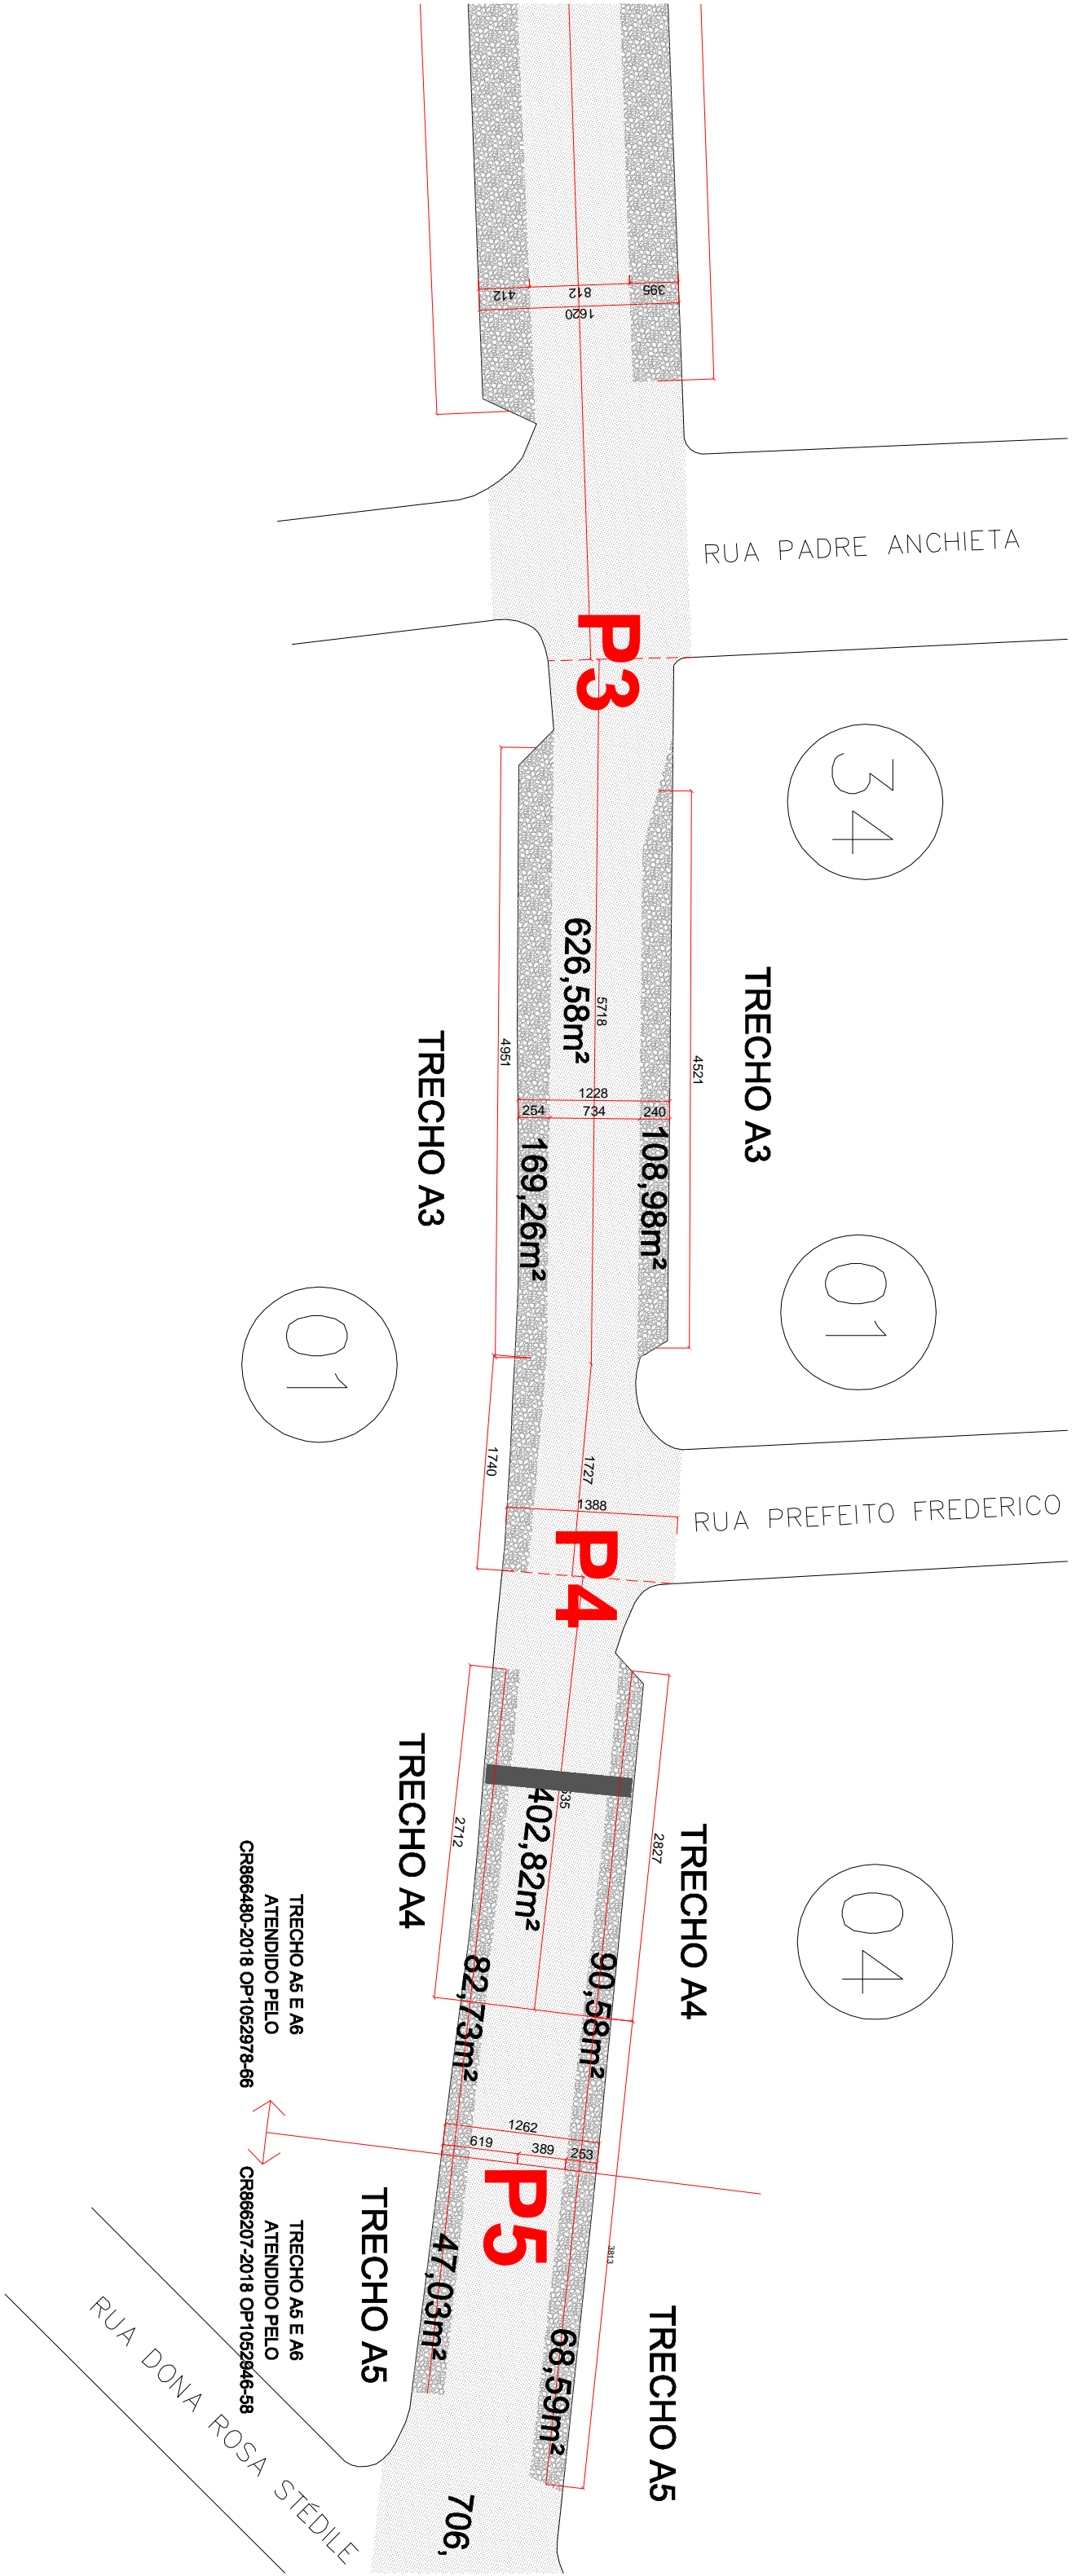 395
812
412
1620
RUA PADRE ANCHIETA
P3
34
626,58m²
5718
TRECHO A3
4521
4951
TRECHO A3
1228
254
734
240
108,98m²
169,26m²
01
01
1740
1727
1388
RUA PREFEITO FREDERICO
P4
TRECHO A4
TRECHO A4
2827
2712
402,82m²
04
90,58m²
82,73m²
TRECHO A5 E A6
ATENDIDO PELO
CR866480-2018 OP1052978-66
1262
619
389
253
P5
TRECHO A5
TRECHO A5
3813
47,03m²
68,59m²
TRECHO A5 E A6
ATENDIDO PELO
CR866207-2018 OP1052946-58
RUA DONA ROSA STÉDILE
706,